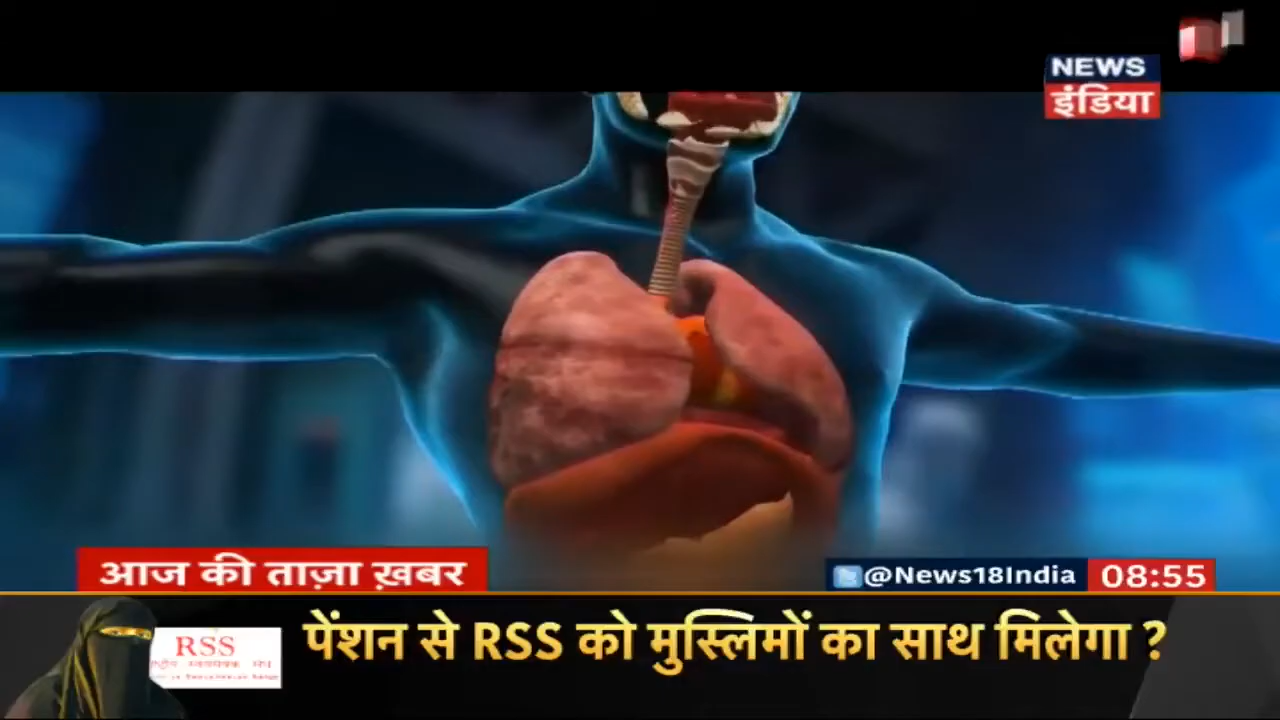 NEWS
इंडिया
आज की ताज़ा ख़बर
@News18India
08:55
RSS
पेंशन से RSS को मुस्लिमों का साथ मिलेगा ?